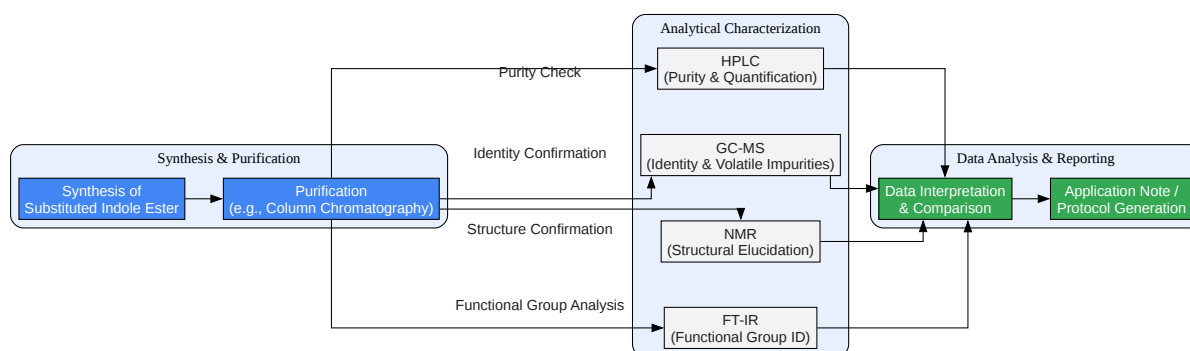 Analytical Characterization
HPLC
(Purity & Quantification)
Purity Check
GC-MS
(Identity & Volatile Impurities)
Identity Confirmation
Synthesis & Purification
Data Analysis & Reporting
Synthesis of
Substituted Indole Ester
Purification
(e.g., Column Chromatography)
Data Interpretation
& Comparison
Application Note /
Protocol Generation
Structure Confirmation
NMR
(Structural Elucidation)
Functional Group Analysis
FT-IR
(Functional Group ID)